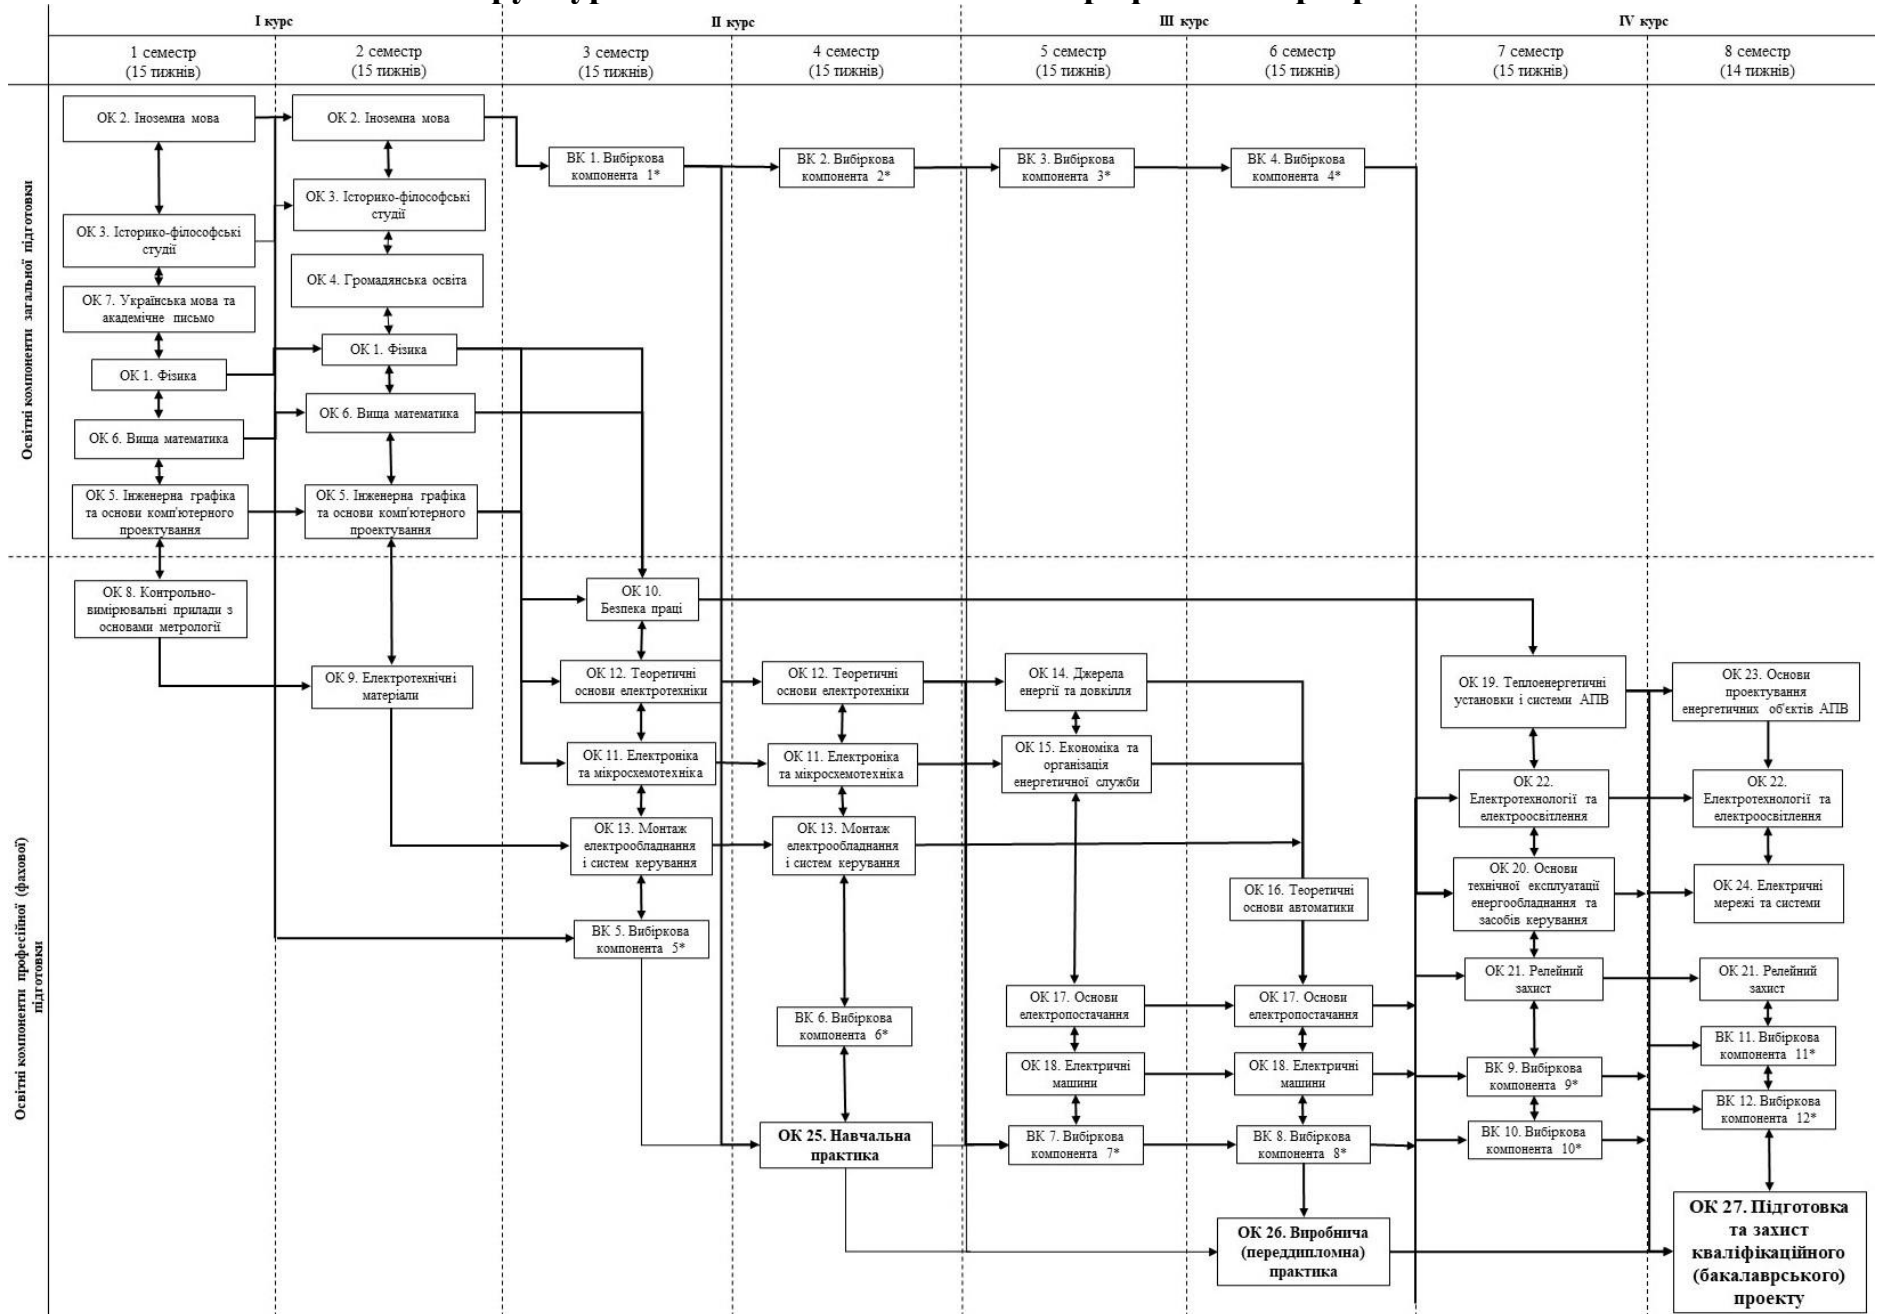 I курс
II курс
III курс
IV курс
1 семестр
(15 тижнів)
2 семестр
(15 тижнів)
3 семестр
(15 тижнів)
4 семестр
(15 тижнів)
5 семестр
(15 тижнів)
6 семестр
(15 тижнів)
7 семестр
(15 тижнів)
8 семестр
(14 тижнів)
Освітні компоненти загальної підготовки
ОК 2. Іноземна мова
ОК 3. Історико-філософські
студії
ОК 7. Українська мова та
академічне письмо
ОК 1. Фізика
ОК 6. Вища математика
ОК 5. Інженерна графіка
та основи комп'ютерного
проектування
ОК 2. Іноземна мова
ОК 3. Історико-філософські
студії
ОК 4. Громадянська освіта
ОК 1. Фізика
ОК 6. Вища математика
ОК 5. Інженерна графіка
та основи комп'ютерного
проектування
ВК 1. Вибіркова
компонента 1*
ВК 2. Вибіркова
компонента 2*
ВК 3. Вибіркова
компонента 3*
ВК 4. Вибіркова
компонента 4*
Освітні компоненти професійної (фахової)
підготовки
ОК 8. Контрольно-
вимірювальні прилади з
основами метрології
ОК 9. Електротехнічні
матеріали
ОК 10.
Безпека праці
ОК 12. Теоретичні
основи електротехніки
ОК 11. Електроніка
та мікросхемотехніка
ОК 13. Монтаж
електрообладнання
і систем керування
ВК 5. Вибіркова
компонента 5*
ОК 12. Теоретичні
основи електротехніки
ОК 11. Електроніка
та мікросхемотехніка
ОК 13. Монтаж
електрообладнання
і систем керування
ВК 6. Вибіркова
компонента 6*
ОК 25. Навчальна
практика
ОК 14. Джерела
енергії та довкілля
ОК 15. Економіка та
організація
енергетичної служби
ОК 17. Основи
електропостачання
ОК 18. Електричні
машини
ВК 7. Вибіркова
компонента 7*
ОК 16. Теоретичні
основи автоматики
ОК 17. Основи
електропостачання
ОК 18. Електричні
машини
ВК 8. Вибіркова
компонента 8*
ОК 26. Виробнича
(переддипломна)
практика
ОК 19. Теплоенергетичні
установки і системи АПВ
ОК 22.
Електротехнології та
електроосвітлення
ОК 20. Основи
технічної експлуатації
енергообладнання та
засобів керування
ОК 21. Релейний
захист
ВК 9. Вибіркова
компонента 9*
ВК 10. Вибіркова
компонента 10*
ОК 23. Основи
проектування
енергетичних об'єктів АПВ
ОК 22.
Електротехнології та
електроосвітлення
ОК 24. Електричні
мережі та системи
ОК 21. Релейний
захист
ВК 11. Вибіркова
компонента 11*
ВК 12. Вибіркова
компонента 12*
ОК 27. Підготовка
та захист
кваліфікаційного
(бакалаврського)
проекту